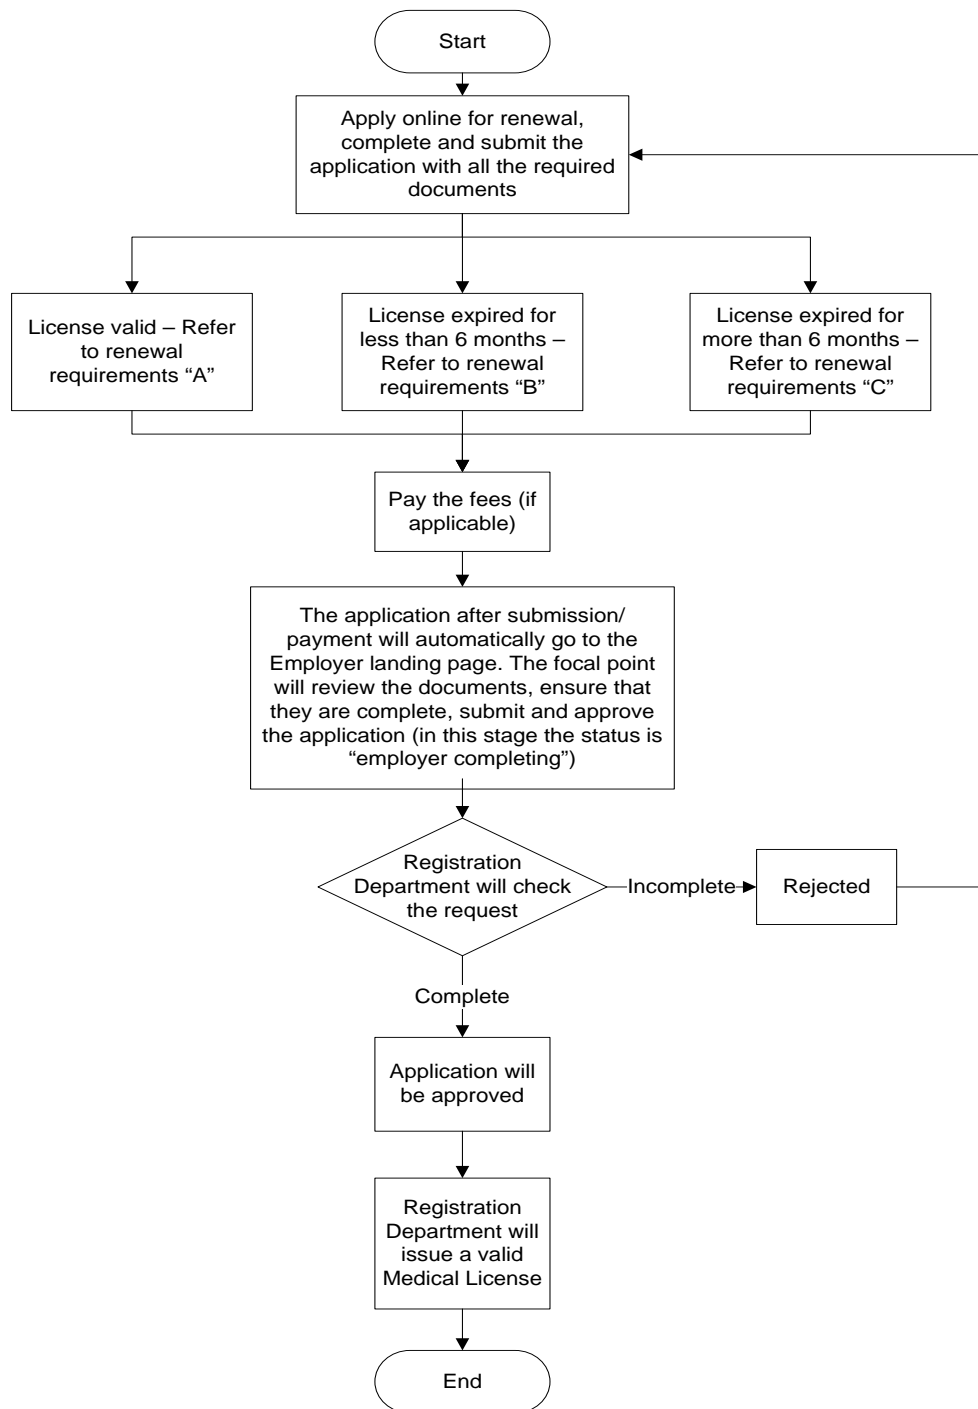 Start
Apply online for renewal,
complete and submit the
application with all the required
documents
License valid – Refer
to renewal
requirements “A”
License expired for
less than 6 months –
Refer to renewal
requirements “B”
License expired for
more than 6 months –
Refer to renewal
requirements “C”
Pay the fees (if
applicable)
The application after submission/
payment will automatically go to the
Employer landing page. The focal point
will review the documents, ensure that
they are complete, submit and approve
the application (in this stage the status is
“employer completing”)
Registration
Department will check
the request
Incomplete
Rejected
Complete
Application will
be approved
Registration
Department will
issue a valid
Medical License
End